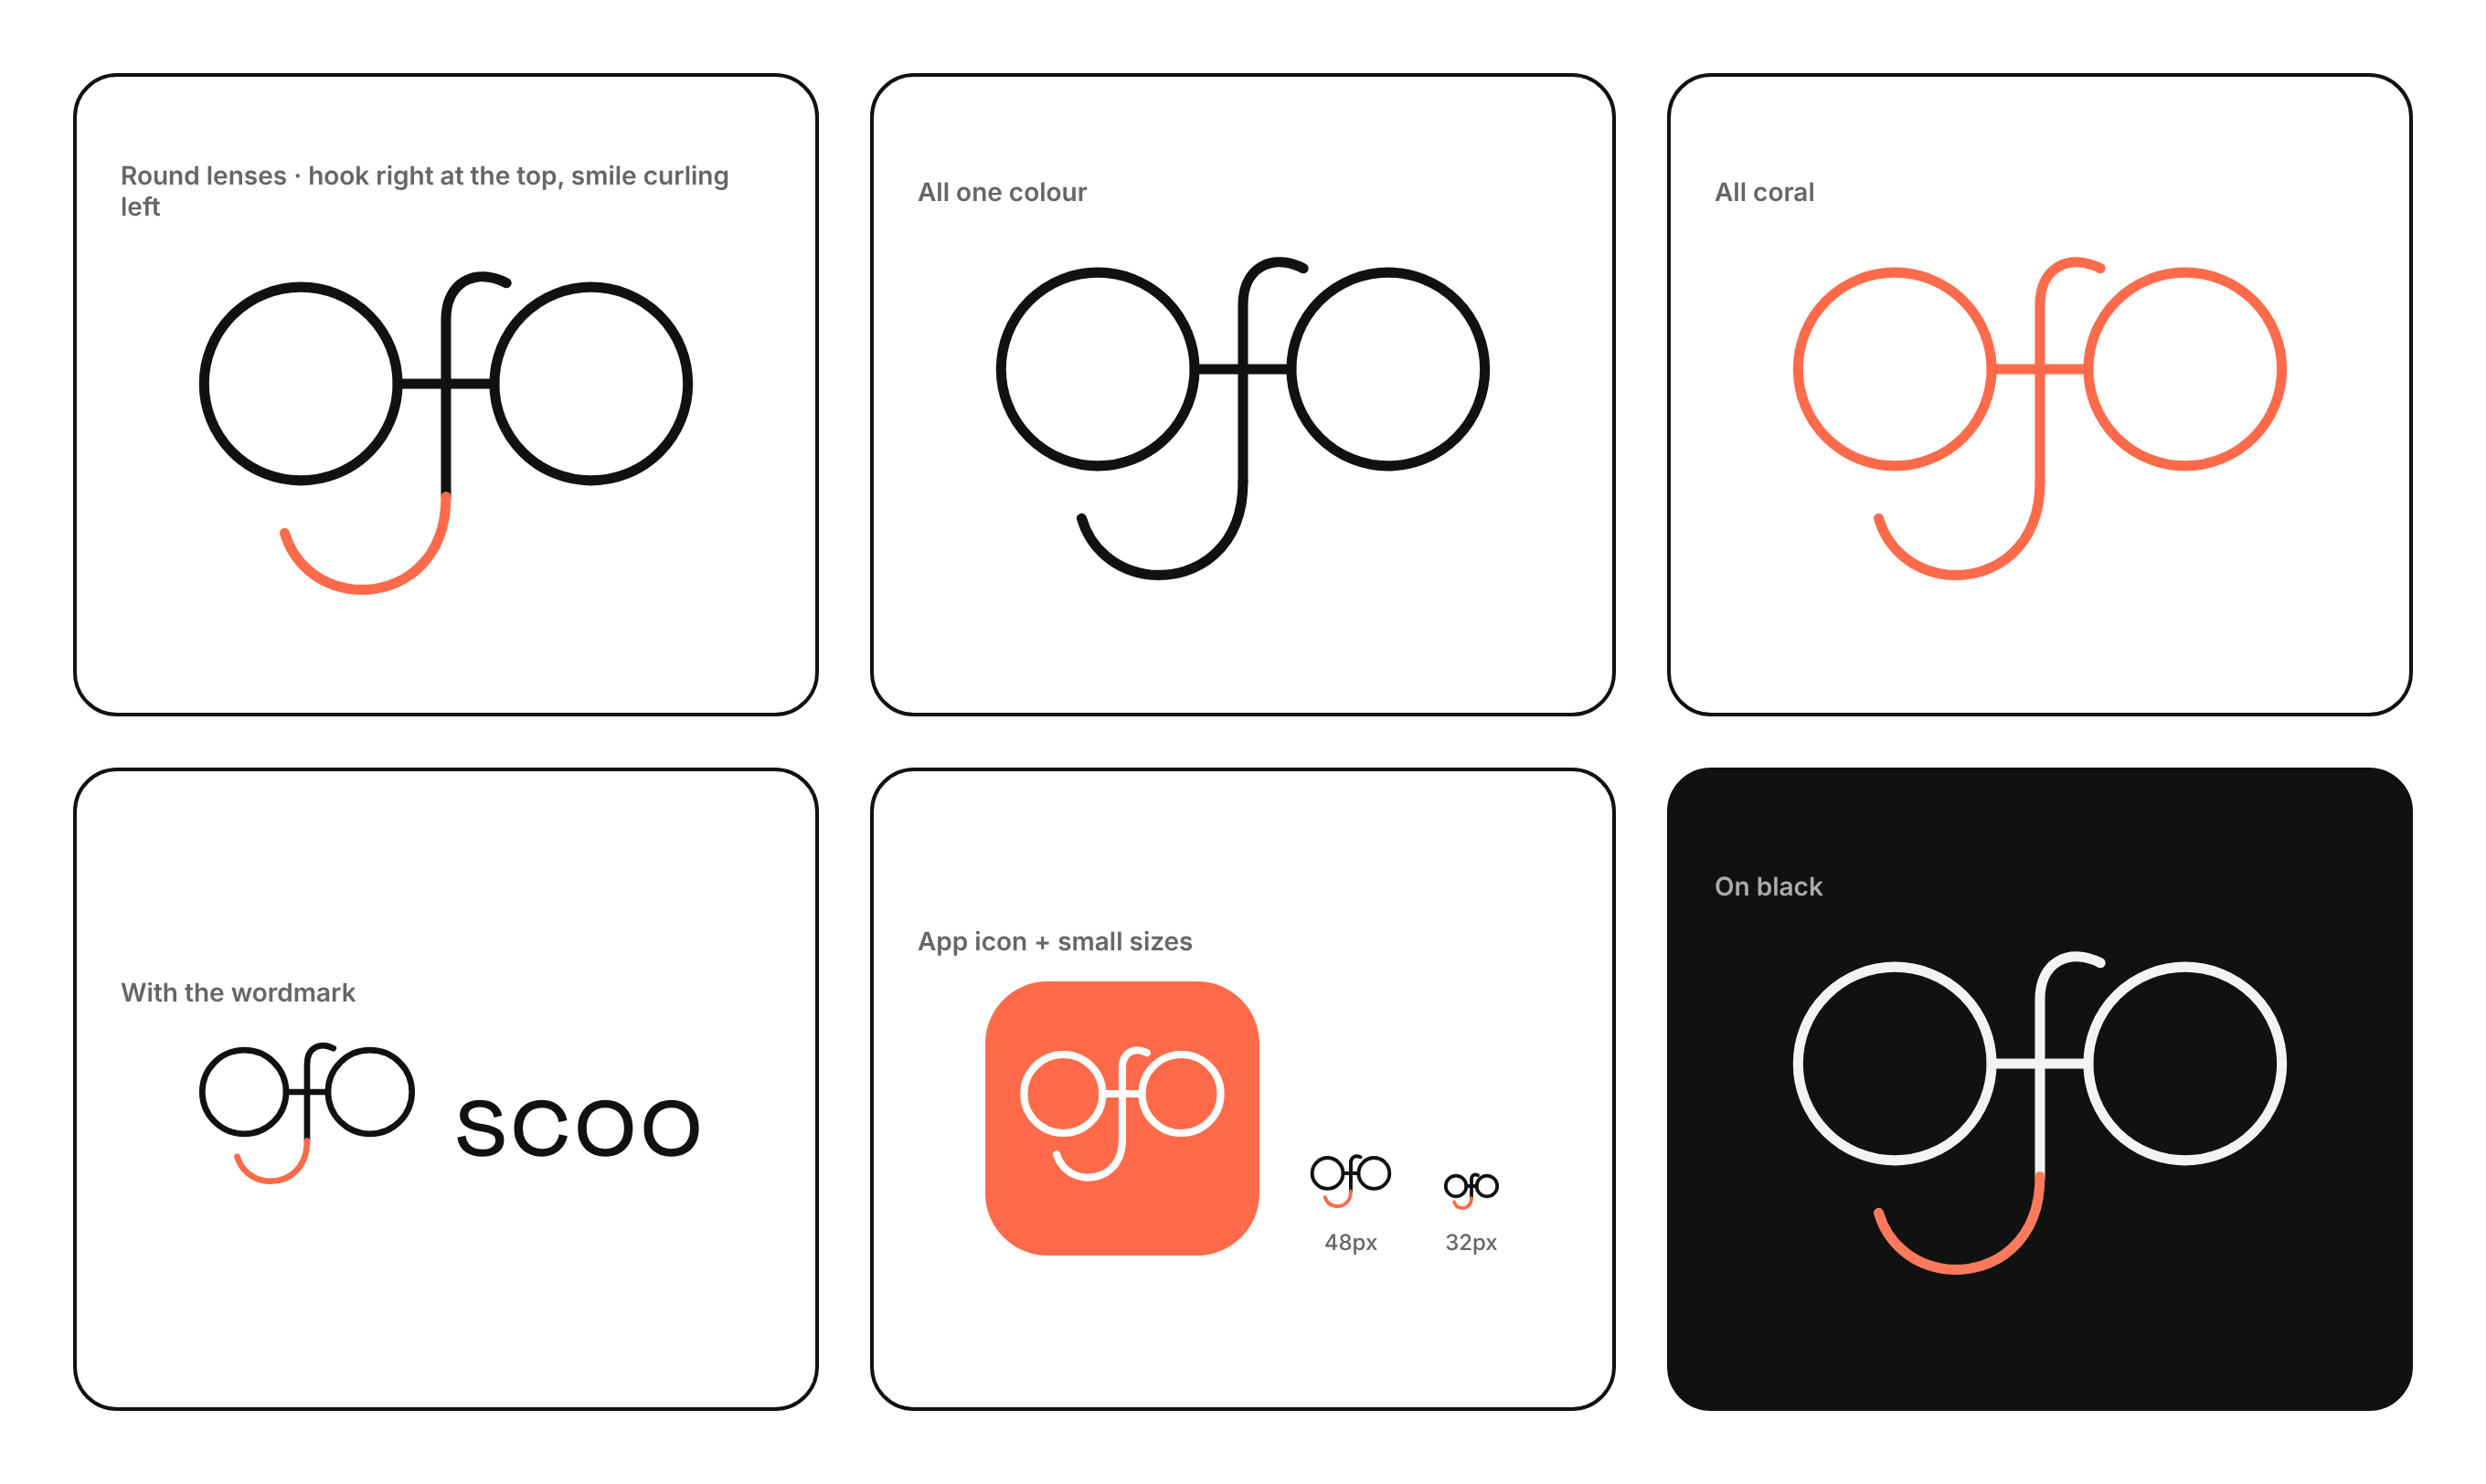 Round lenses · hook right at the top, smile curling
left
All one colour
All coral
With the wordmark
scoo
App icon + small sizes
48px
32px
On black